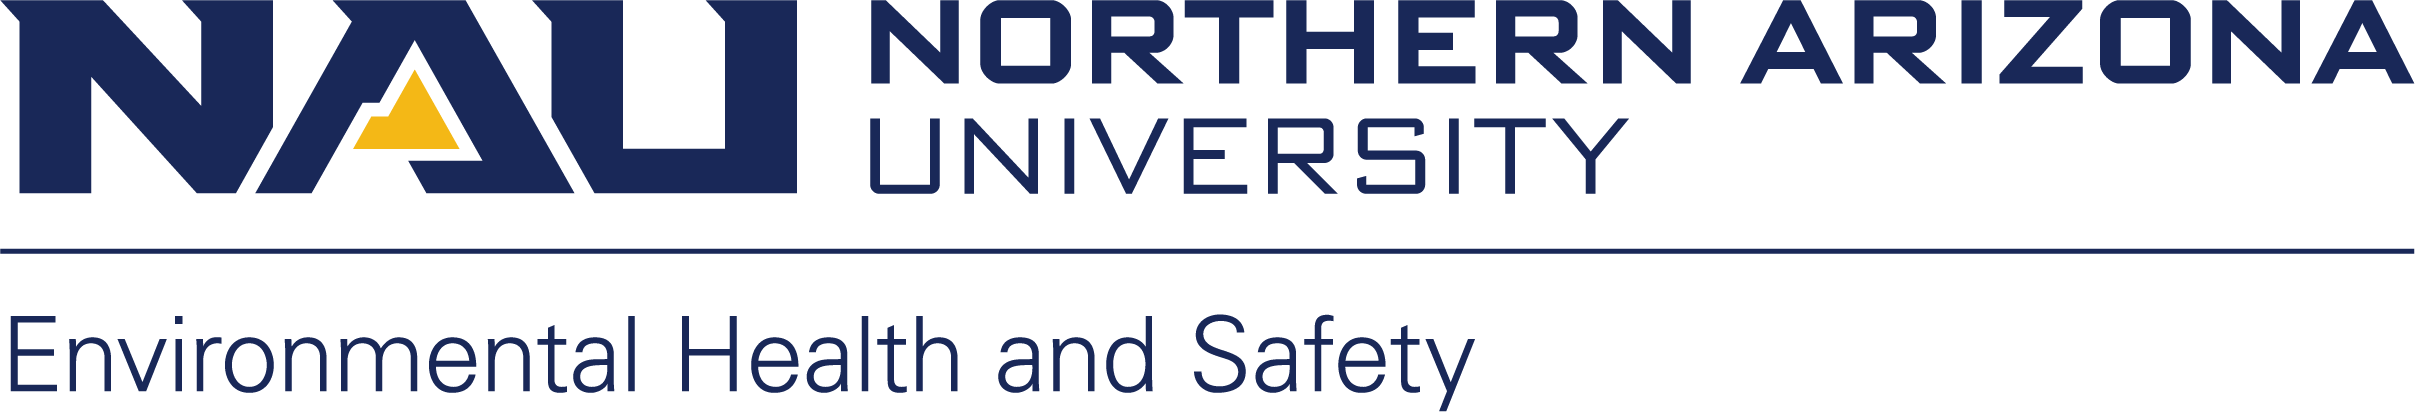 NAU
NORTHERN ARIZONA
UNIVERSITY
Environmental Health and Safety